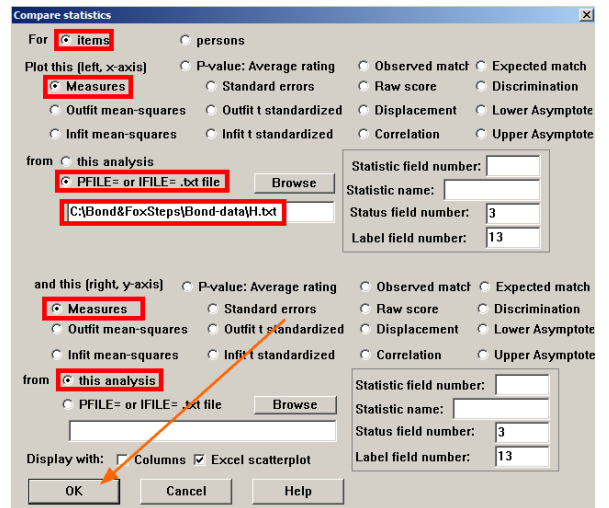 Compare statistics
For items persons
Plot this (left, x-axis) P-value: Average rating Observed match Expected match
Measures Standard errors Raw score Discrimination
Outfit mean-squares Outfit t standardized Displacement Lower Asymptote
Infit mean-squares Infit t standardized Correlation Upper Asymptote
from this analysis
Statistic field number:
PFILE= or IFILE= .txt file Browse
Statistic name:
C:\Bond&FoxSteps\Bond-data\H.txt
Status field number: 3
Label field number: 13
and this (right, y-axis) P-value: Average rating Observed match Expected match
Measures Standard errors Raw score Discrimination
Outfit mean-squares Outfit t standardized Displacement Lower Asymptote
Infit mean-squares Infit t standardized Correlation Upper Asymptote
from this analysis
Statistic field number:
PFILE= or IFILE= .txt file Browse
Statistic name:
Status field number: 3
Display with: Columns Excel scatterplot
Label field number: 13
OK Cancel Help